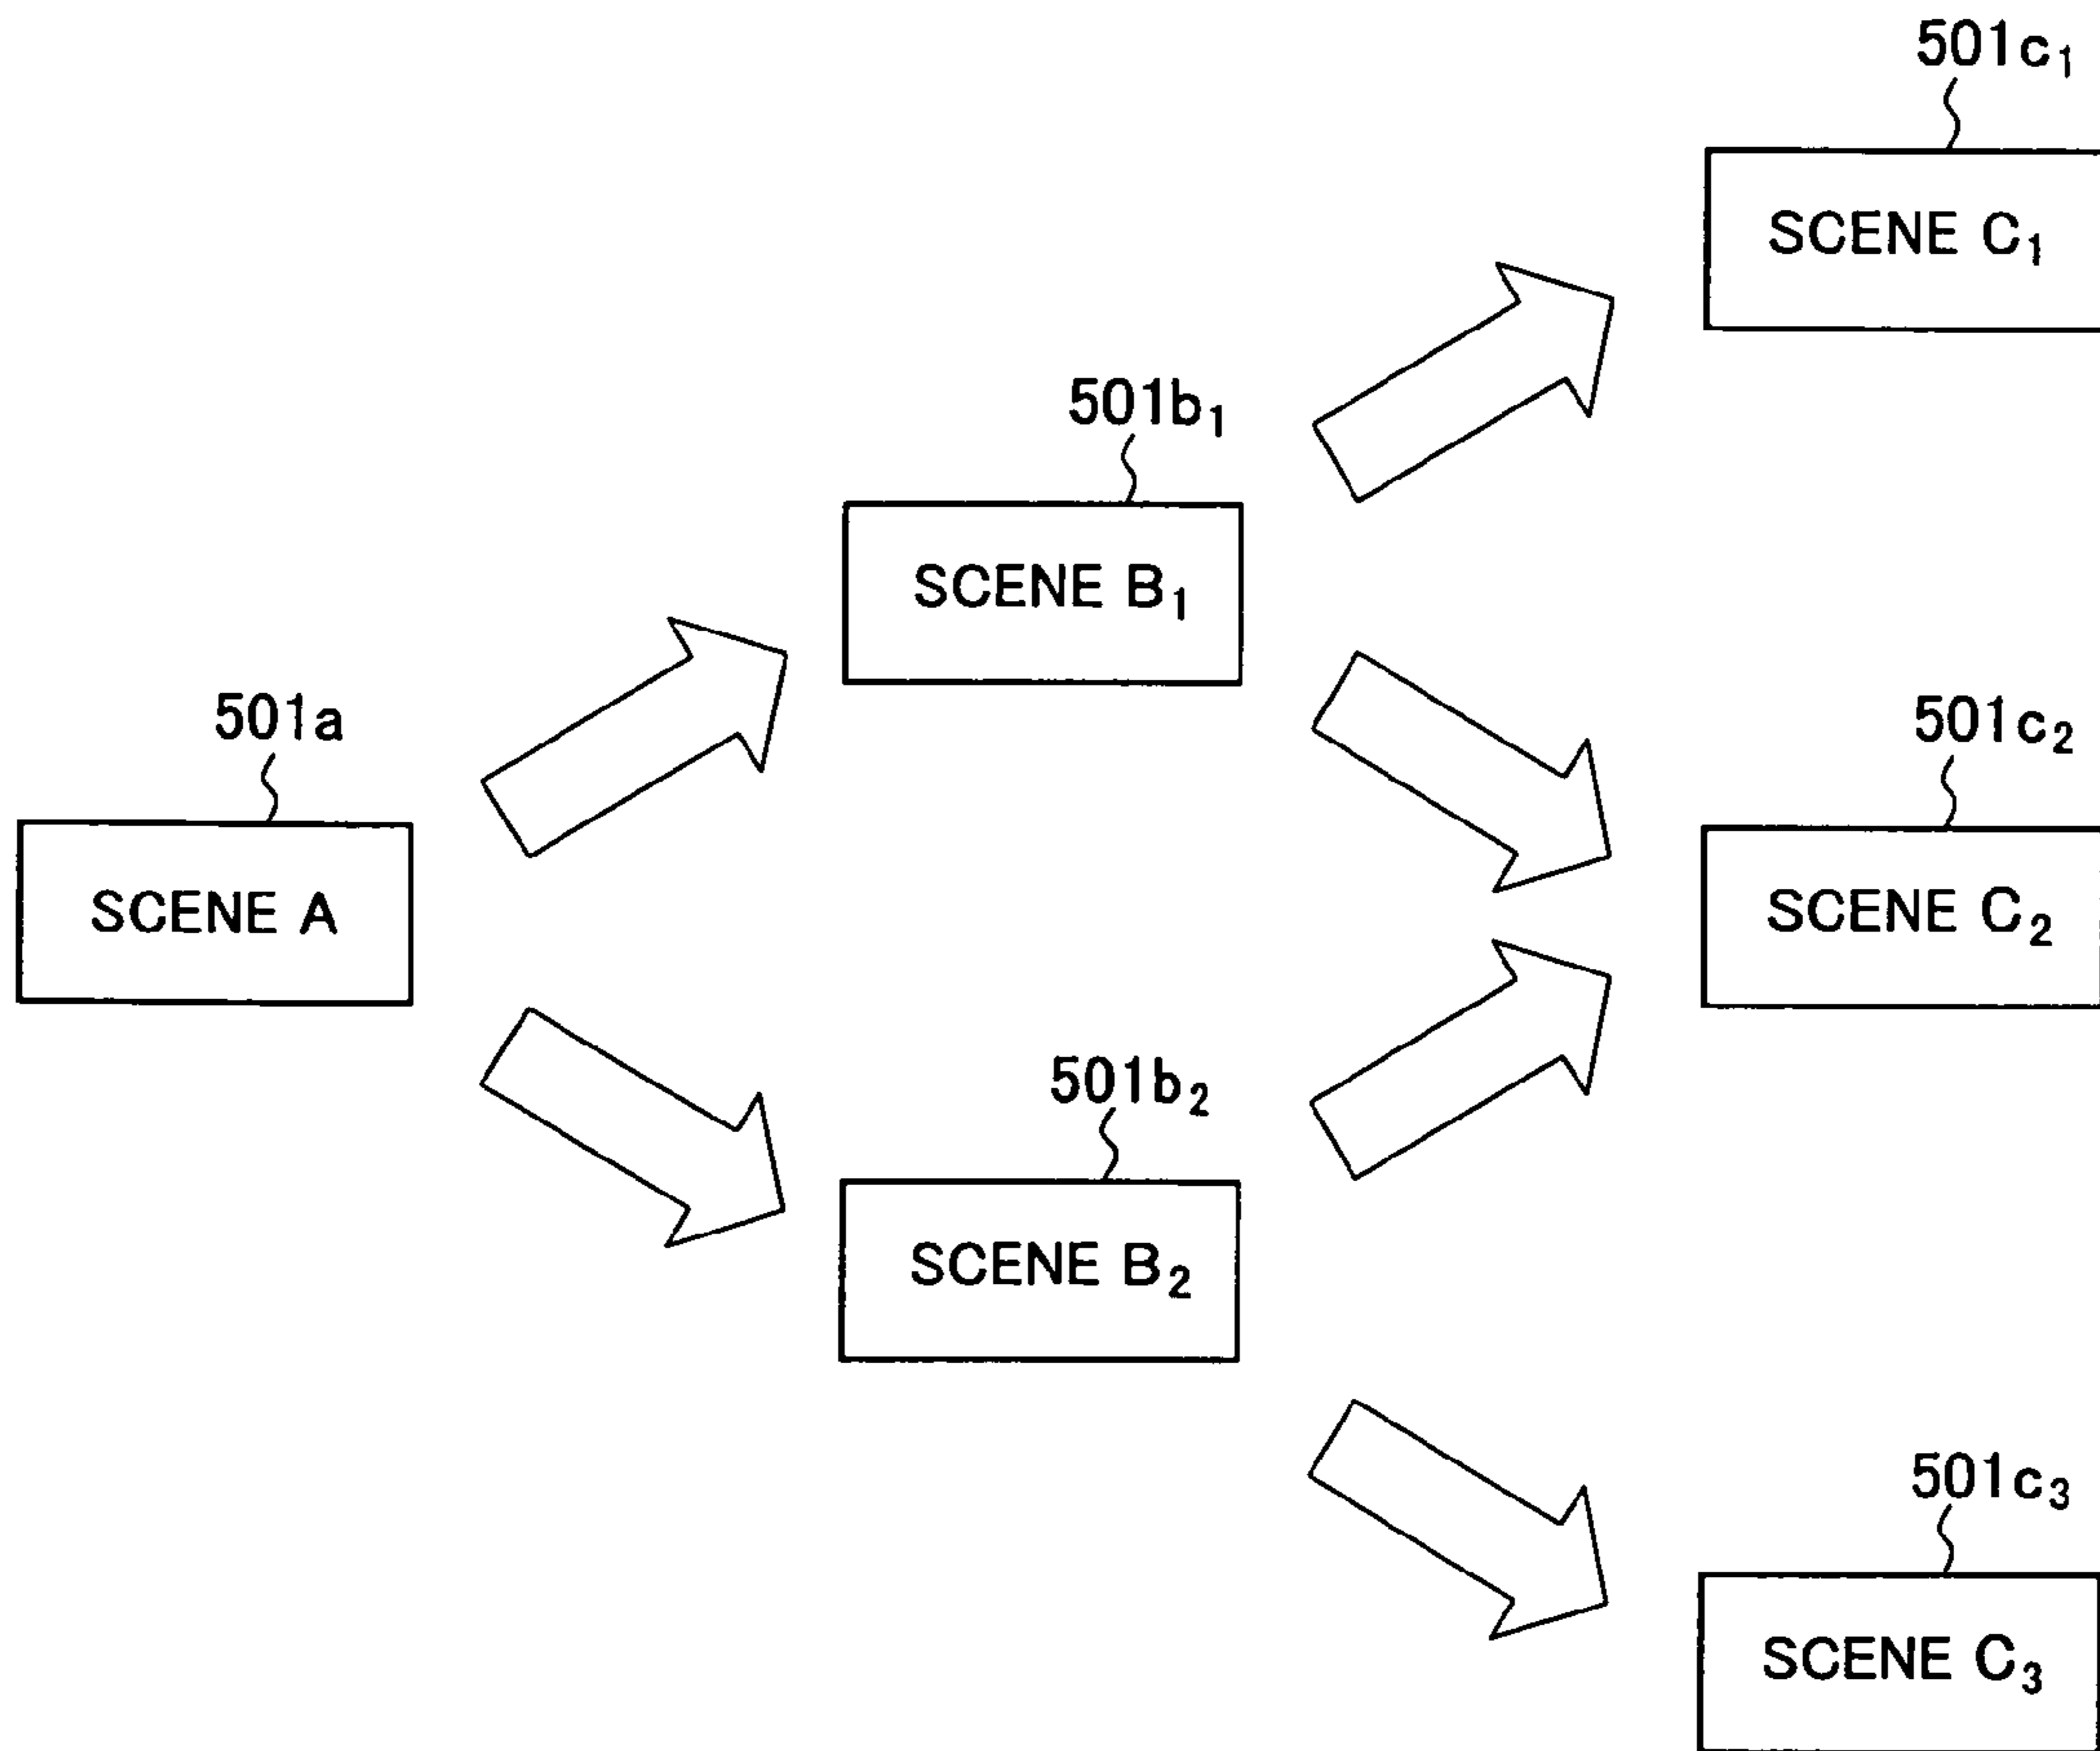 501c₁
SCENE C₁
501b₁
SCENE B₁
501a
SCENE A
501c₂
SCENE C₂
501b₂
SCENE B₂
501c₃
SCENE C₃